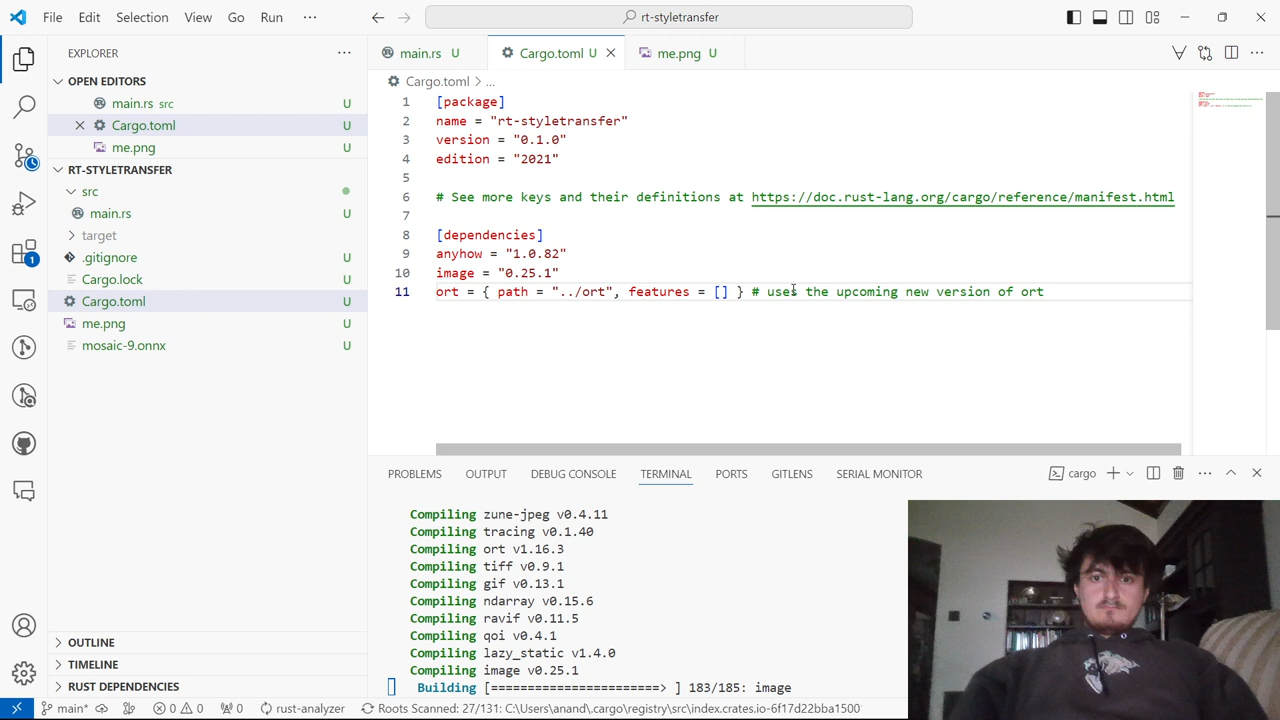 File Edit Selection View Go Run ··· rt-styletransfer
EXPLORER ···
OPEN EDITORS
main.rs src U
Cargo.toml U
me.png U
RT-STYLETRANSFER
src
main.rs U
target
.gitignore U
Cargo.lock U
Cargo.toml U
me.png U
mosaic-9.onnx U
OUTLINE
TIMELINE
RUST DEPENDENCIES
main.rs U Cargo.toml U me.png U
Cargo.toml > ...
1 [package]
2 name = "rt-styletransfer"
3 version = "0.1.0"
4 edition = "2021"
5
6 # See more keys and their definitions at https://doc.rust-lang.org/cargo/reference/manifest.html
7
8 [dependencies]
9 anyhow = "1.0.82"
10 image = "0.25.1"
11 ort = { path = "../ort", features = [] } # uses the upcoming new version of ort
PROBLEMS OUTPUT DEBUG CONSOLE TERMINAL PORTS GITLENS SERIAL MONITOR cargo
Compiling zune-jpeg v0.4.11
Compiling tracing v0.1.40
Compiling ort v1.16.3
Compiling tiff v0.9.1
Compiling gif v0.13.1
Compiling ndarray v0.15.6
Compiling ravif v0.11.5
Compiling qoi v0.4.1
Compiling lazy_static v1.4.0
Compiling image v0.25.1
Building [=======================> ] 183/185: image
main* 0 0 0 rust-analyzer Roots Scanned: 27/131: C:\Users\anand\.cargo\registry\src\index.crates.io-6f17d22bba1500
1